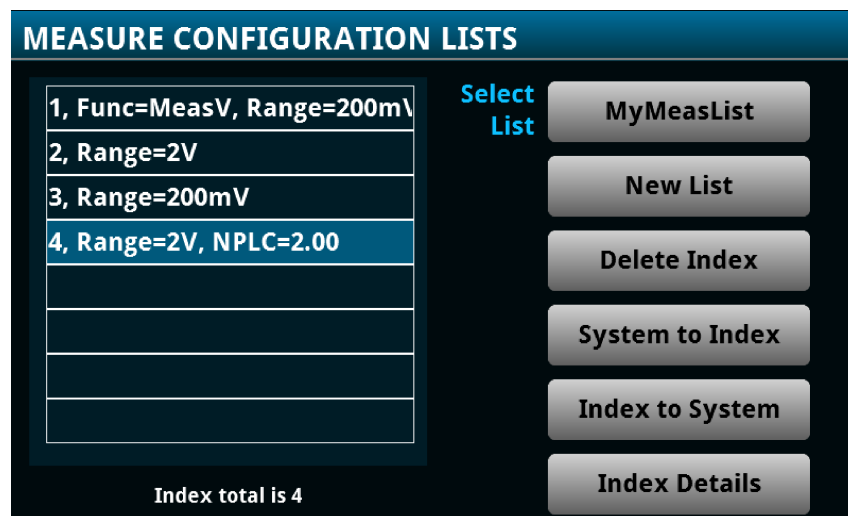 MEASURE CONFIGURATION LISTS
1, Func=MeasV, Range=200m
2, Range=2V
3, Range=200mV
4, Range=2V, NPLC=2.00
Index total is 4
Select
List
MyMeasList
New List
Delete Index
System to Index
Index to System
Index Details